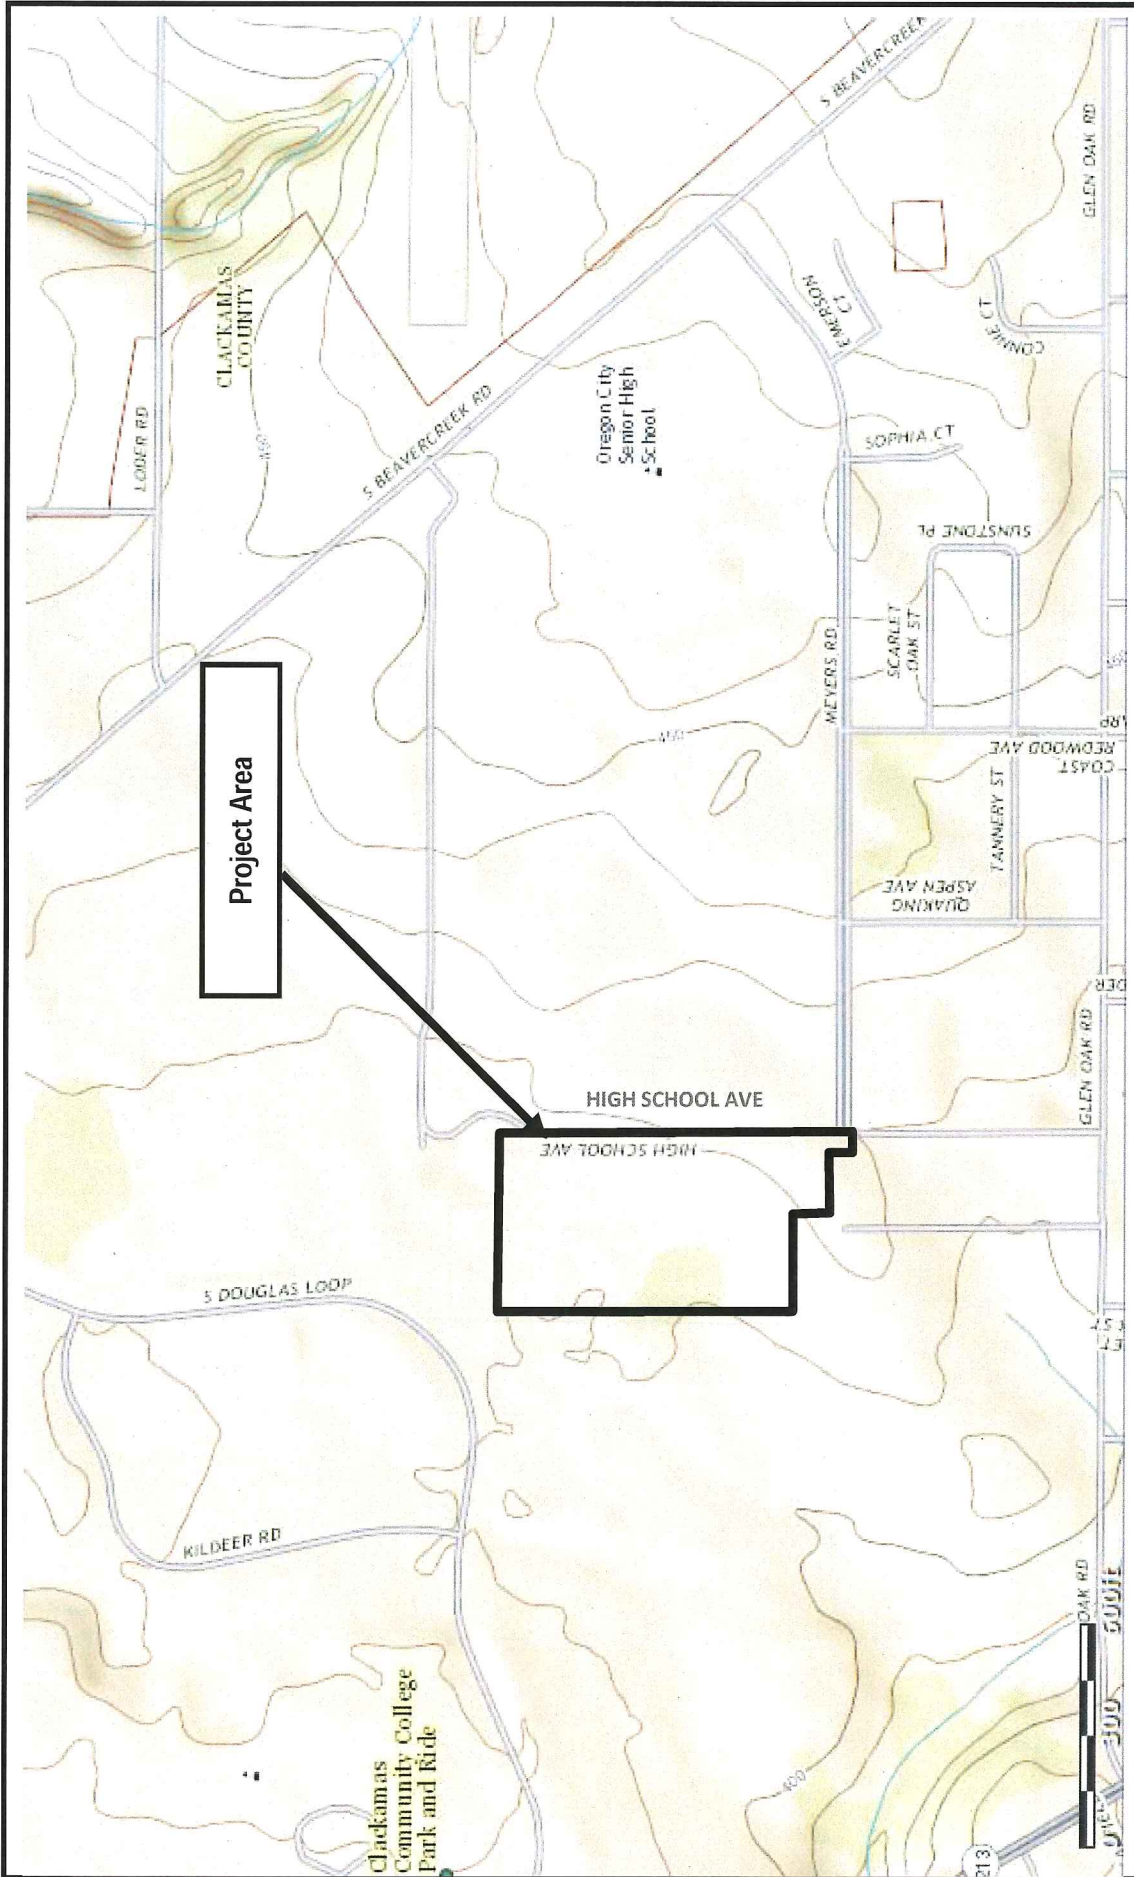 S BEAVERCREEK
GLEN OAK RD
CLACKAMAS
COUNTY
LODER RD
S BEAVERCREEK RD
Oregon City
Senior High
School
EMERSON
CT
CONNIE CT
SOPHIA CT
SUNSTONE PL
MEYERS RD
SCARLET
OAK ST
COAST
REDWOOD AVE
TANNERY ST
QUAKING
ASPEN AVE
Project Area
HIGH SCHOOL AVE
HIGH SCHOOL AVE
GLEN OAK RD
S DOUGLAS LOOP
KILDEER RD
OAK RD
Clackamas
Community College
Park and Ride
400
213